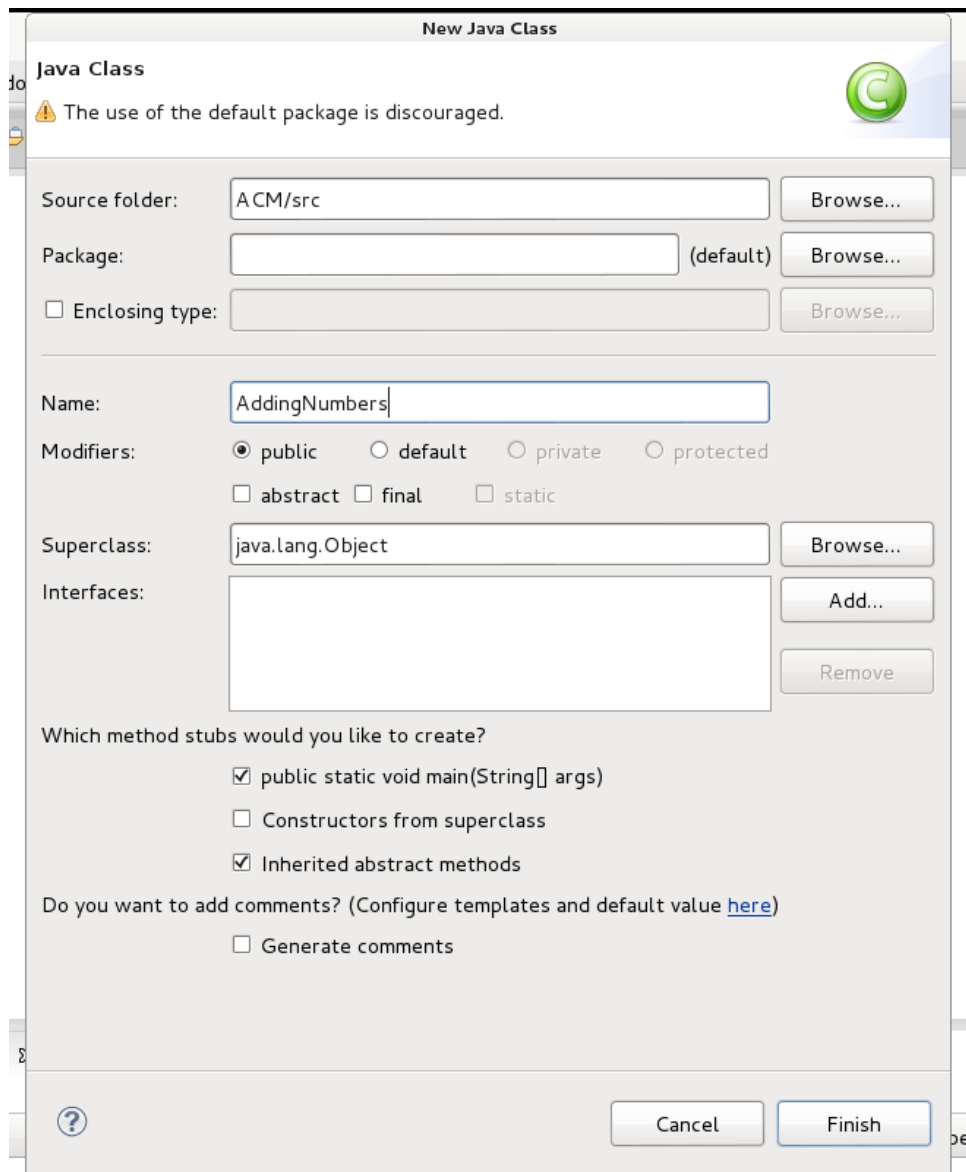 New Java Class
Java Class
The use of the default package is discouraged.
Source folder: ACM/src Browse...
Package: (default) Browse...
Enclosing type: Browse...
Name: AddingNumbers
Modifiers: public default private protected
abstract final static
Superclass: java.lang.Object Browse...
Interfaces: Add...
Remove
Which method stubs would you like to create?
public static void main(String[] args)
Constructors from superclass
Inherited abstract methods
Do you want to add comments? (Configure templates and default value here)
Generate comments
? Cancel Finish